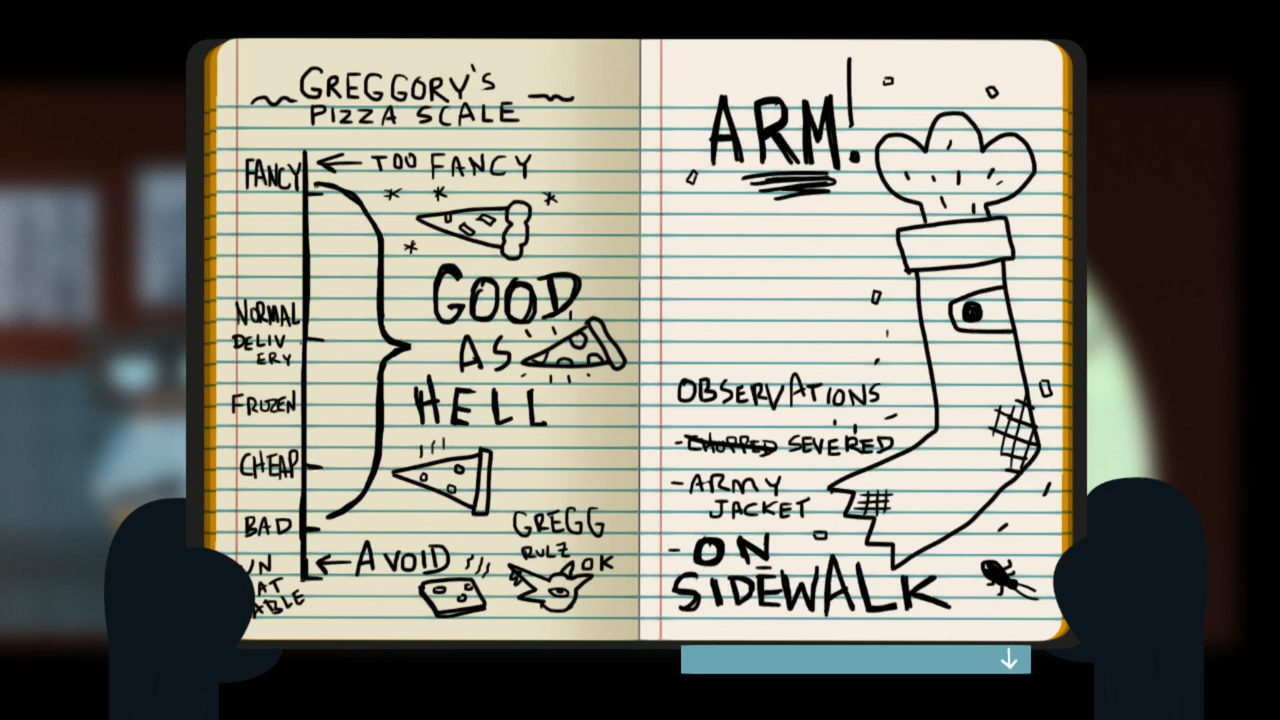 GREGGORY'S
PIZZA SCALE
FANCY
← TOO FANCY
GOOD
AS
HELL
NORMAL
DELIV
ERY
FROZEN
CHEAP
BAD
← AVOID
GREGG
RULZ
OK
ARM!
OBSERVATIONS
- CHOPPED SEVERED
- ARMY
JACKET
- ON
SIDEWALK